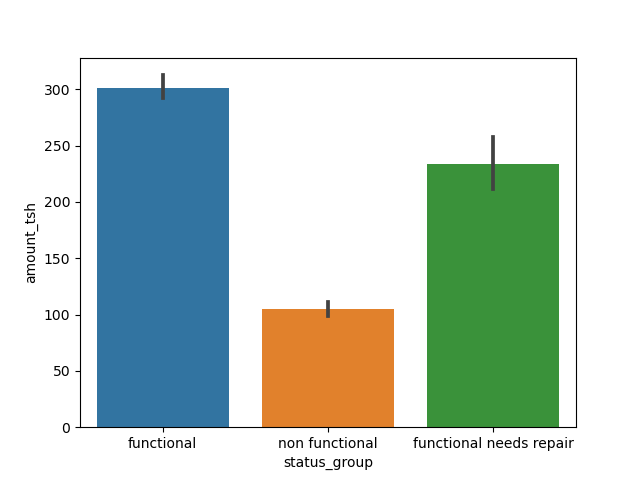 300
250
200
150
100
50
0
amount_tsh
functional
non functional
functional needs repair
status_group